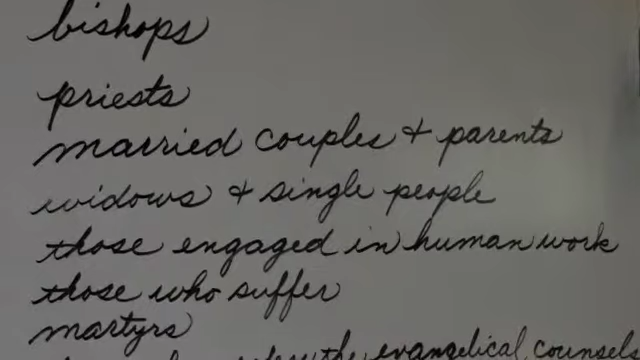 bishops
priests
married couples + parents
widows + single people
those engaged in human work
those who suffer
martyrs
the evangelical counsels